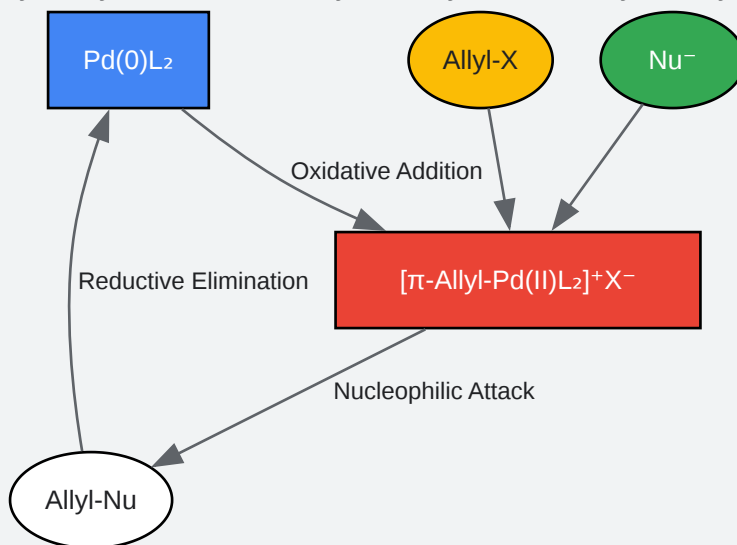 Pd(0)L₂
Allyl-X
Nu⁻
Oxidative Addition
[π-Allyl-Pd(II)L₂]⁺X⁻
Reductive Elimination
Nucleophilic Attack
Allyl-Nu